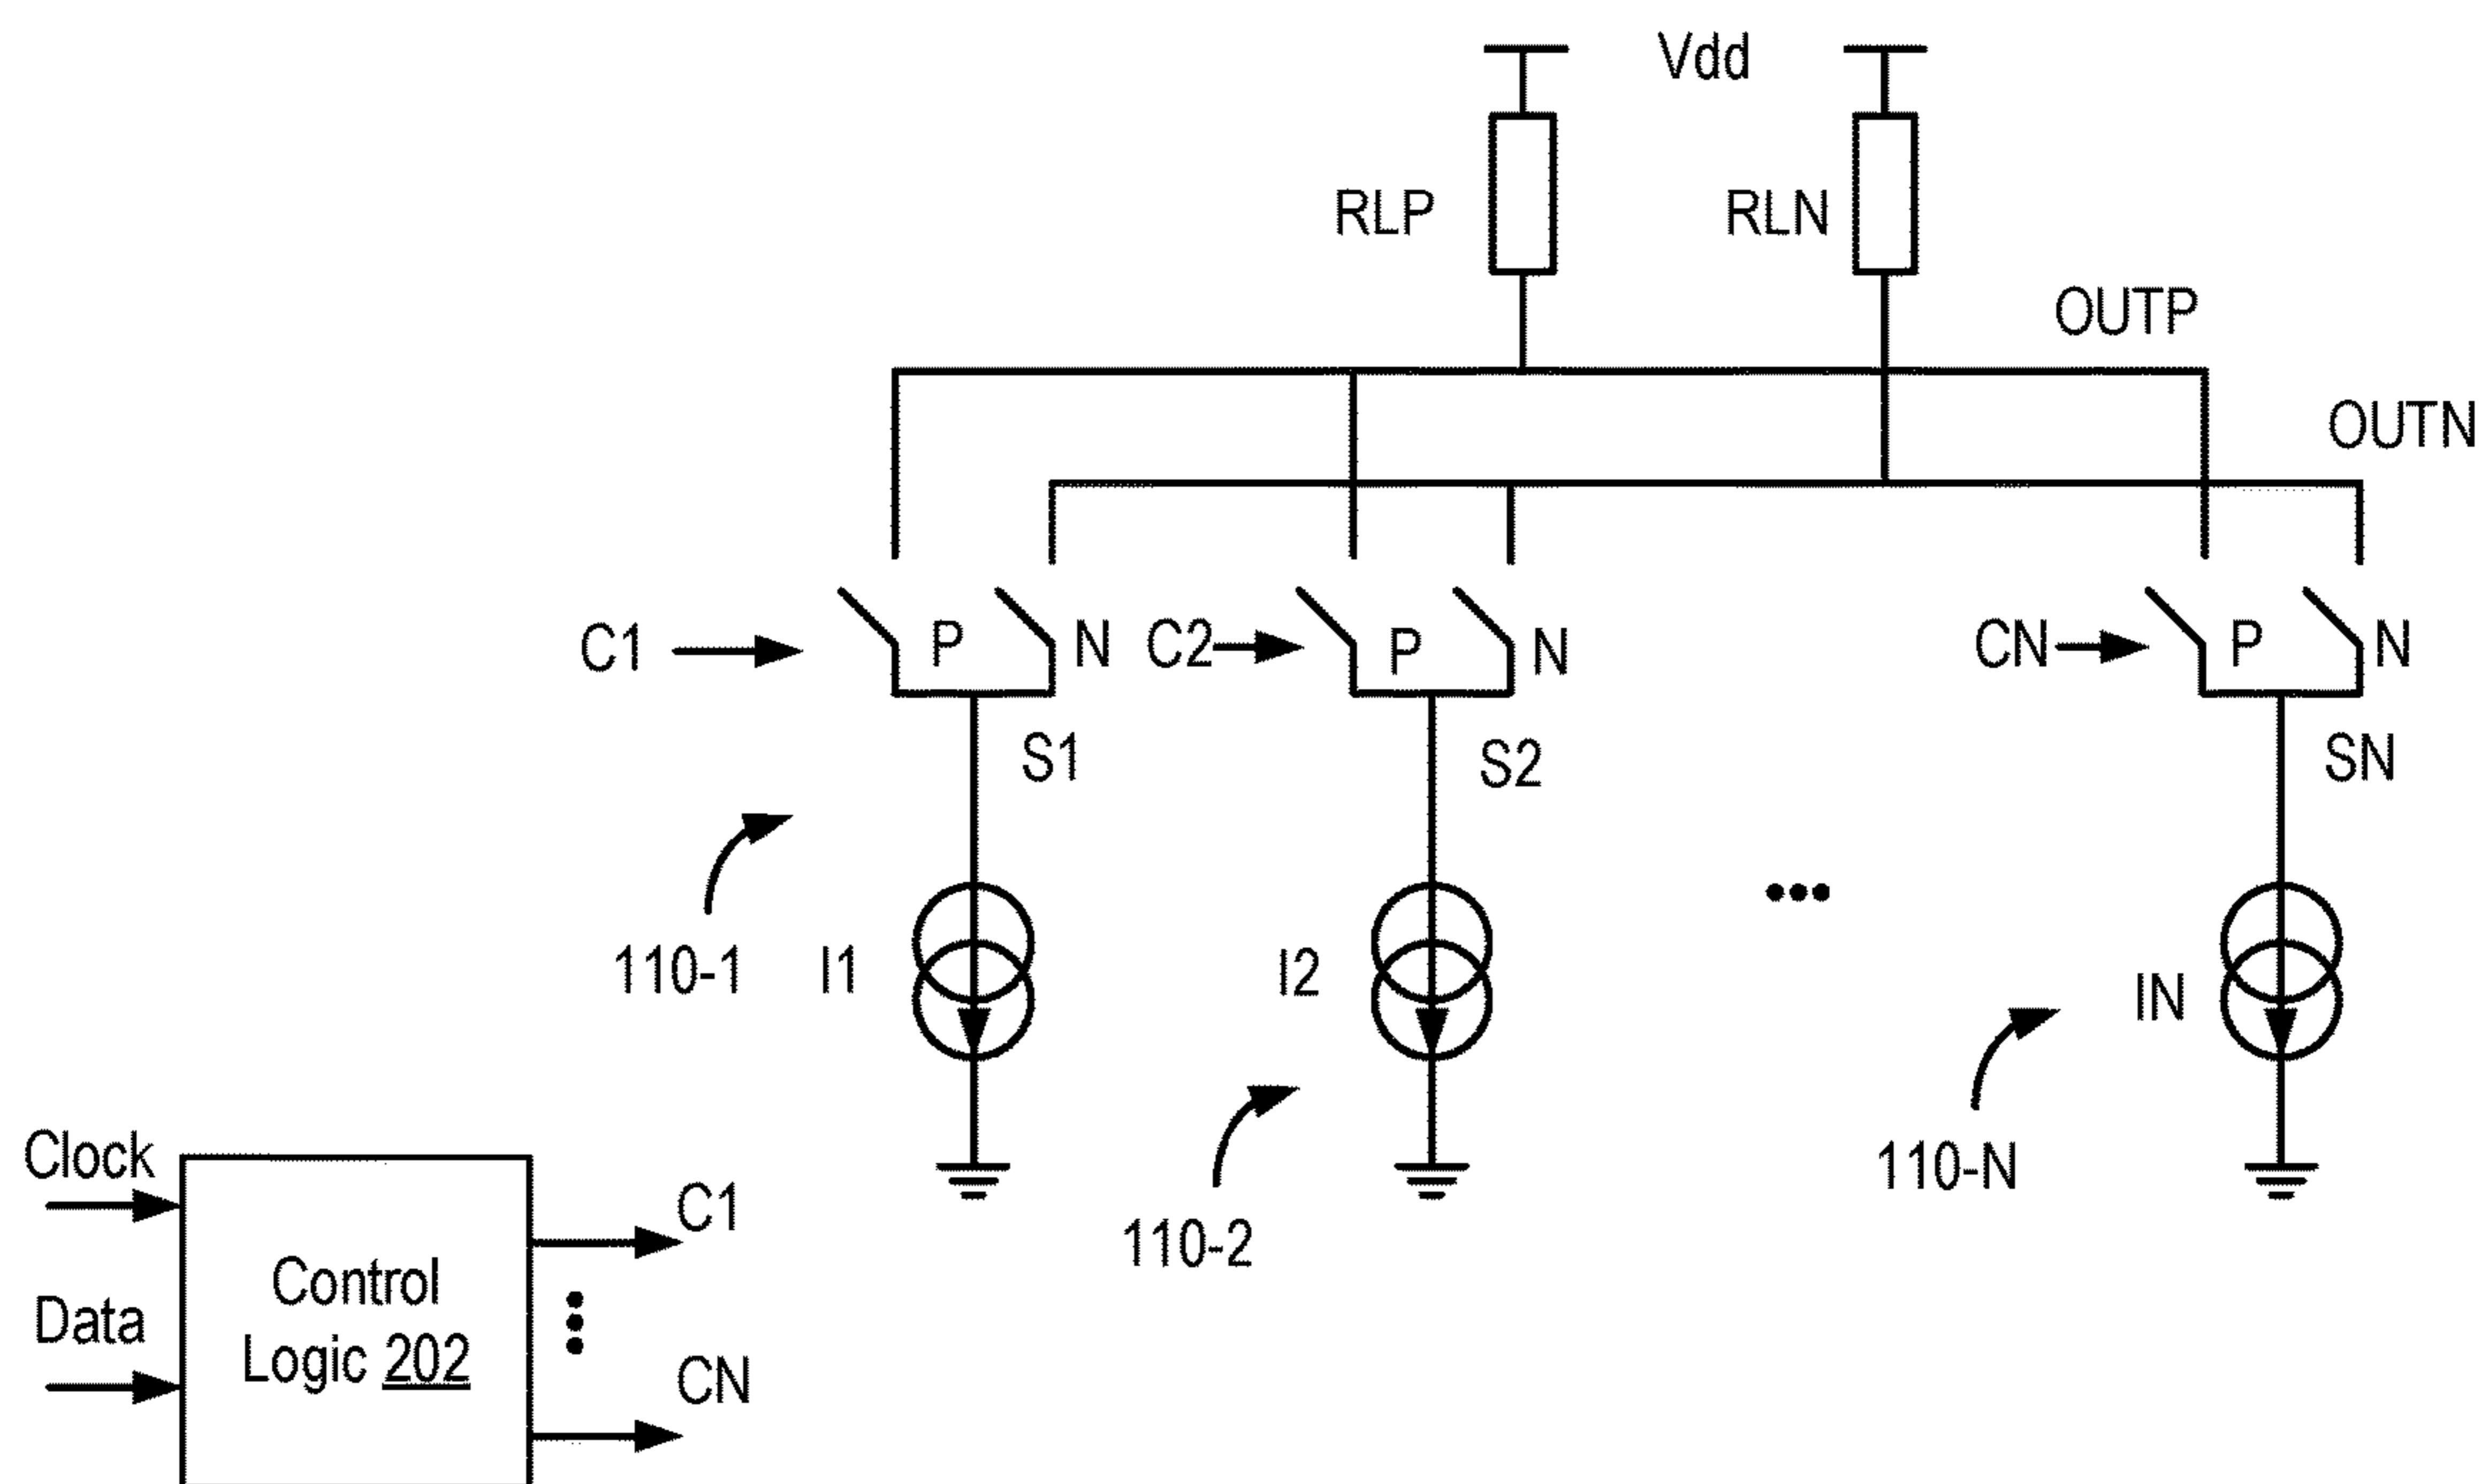 Vdd
RLP
RLN
OUTP
OUTN
C1
P
N
C2
P
N
CN
P
N
S1
S2
SN
110-1
I1
I2
IN
110-2
110-N
Clock
Data
Control
Logic 202
C1
CN